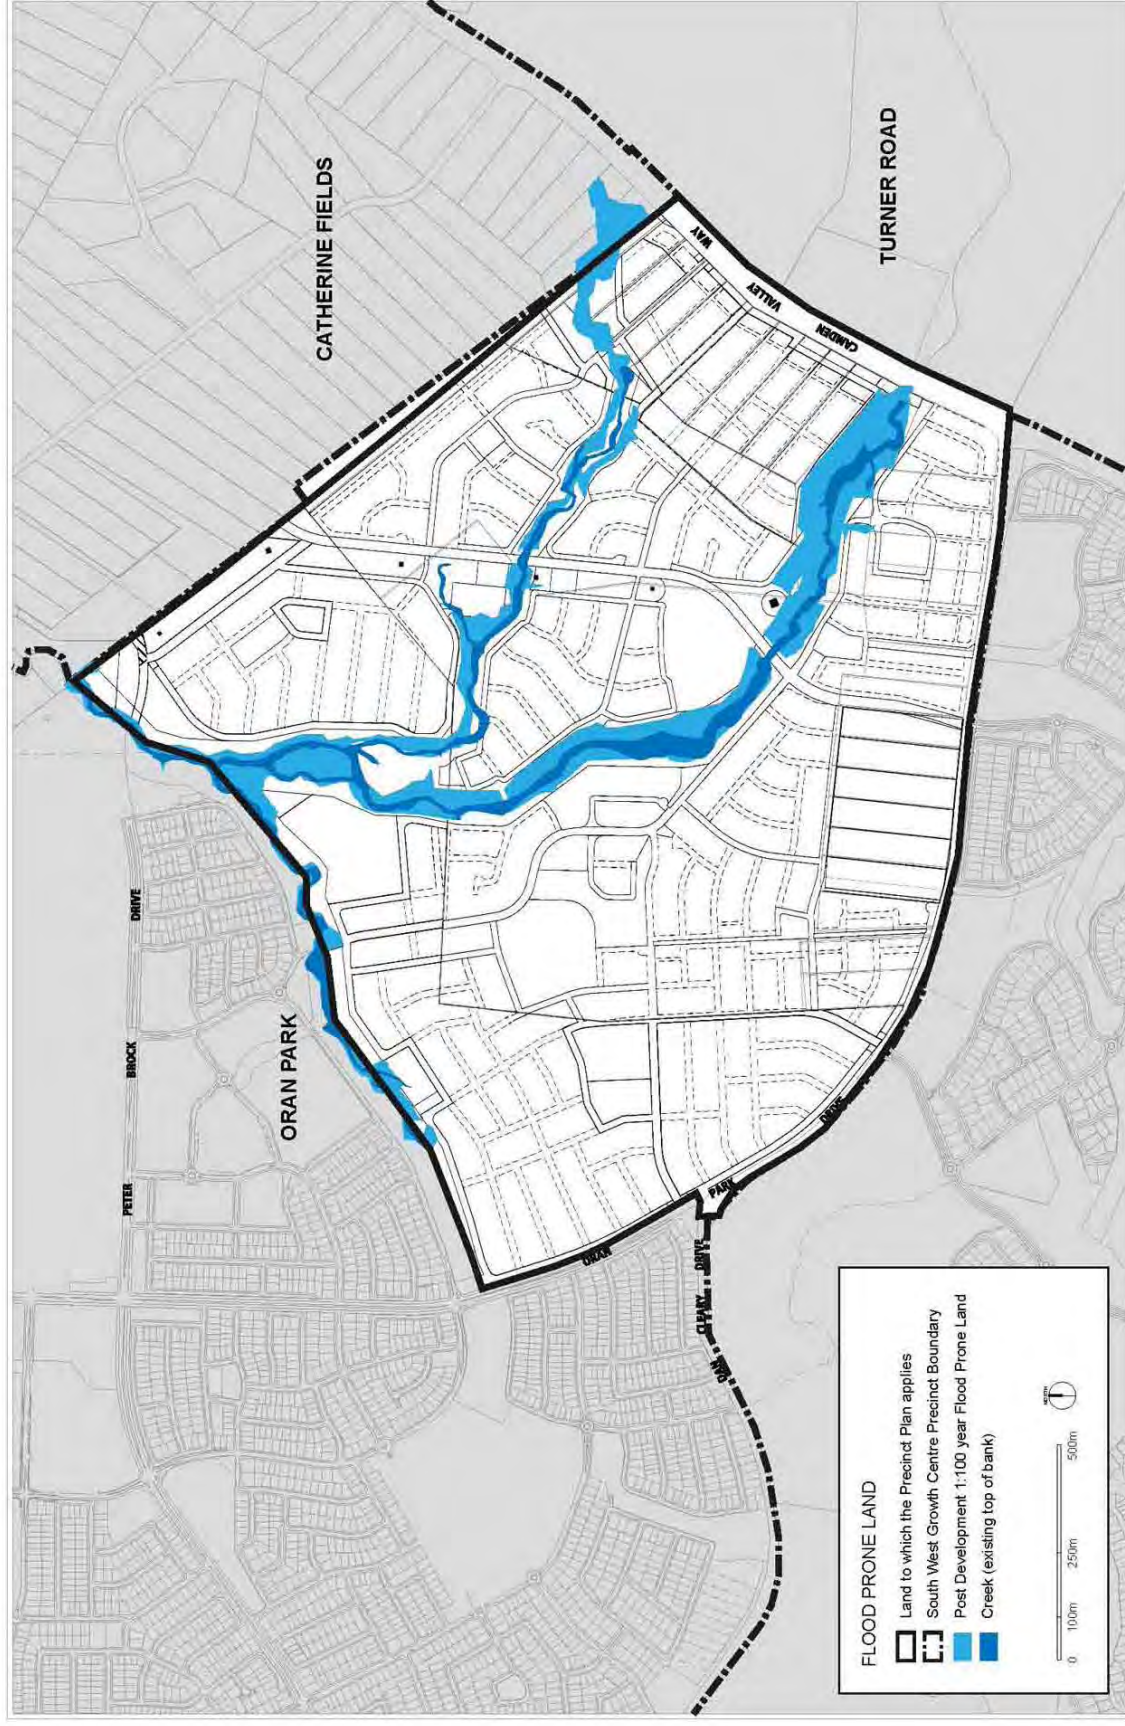 CATHERINE FIELDS
TURNER ROAD
ORAN PARK
CAMDEN
VALLEY
WAY
PETER
BROCK
DRIVE
ORAN
PARK
DRIVE
DAN
CLEARY
DRIVE
FLOOD PRONE LAND
Land to which the Precinct Plan applies
South West Growth Centre Precinct Boundary
Post Development 1:100 year Flood Prone Land
Creek (existing top of bank)
0 100m 250m 500m
NORTH